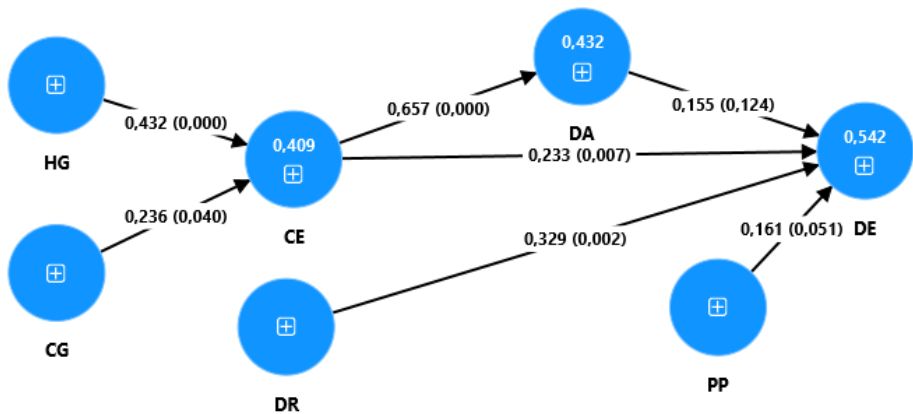 0,432
DA
HG
0,432 (0,000)
0,657 (0,000)
0,155 (0,124)
0,409
CE
0,233 (0,007)
0,542
DE
CG
0,236 (0,040)
0,329 (0,002)
0,161 (0,051)
DR
PP